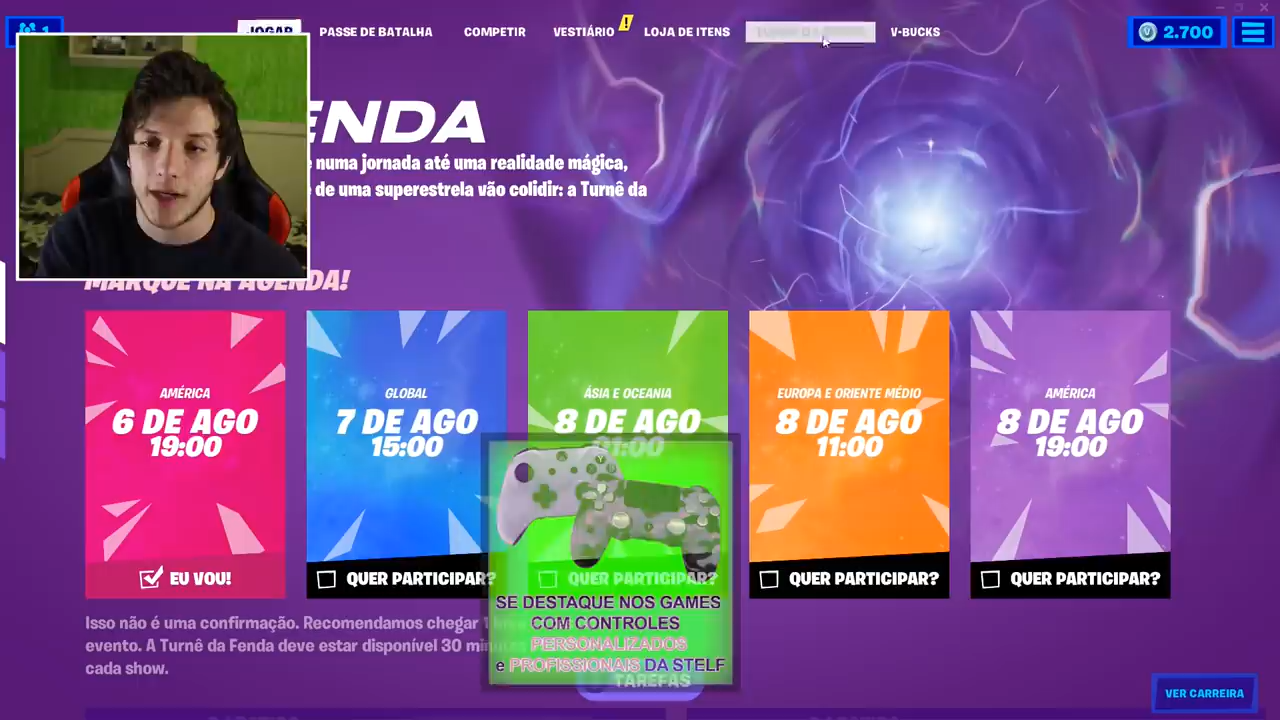 1
JOGAR
PASSE DE BATALHA
COMPETIR
VESTIÁRIO
!
LOJA DE ITENS
V-BUCKS
2.700
ENDA
numa jornada até uma realidade mágica,
e de uma superestrela vão colidir: a Turnê da
MARQUE NA AGENDA!
AMÉRICA
6 DE AGO
19:00
EU VOU!
GLOBAL
7 DE AGO
15:00
QUER PARTICIPAR?
ÁSIA E OCEANIA
8 DE AGO
01:00
QUER PARTICIPAR?
EUROPA E ORIENTE MÉDIO
8 DE AGO
11:00
QUER PARTICIPAR?
AMÉRICA
8 DE AGO
19:00
QUER PARTICIPAR?
Isso não é uma confirmação. Recomendamos chegar 1
evento. A Turnê da Fenda deve estar disponível 30
cada show.
SE DESTAQUE NOS GAMES
COM CONTROLES
PERSONALIZADOS
e PROFISSIONAIS DA STELF
TAREFAS
VER CARREIRA